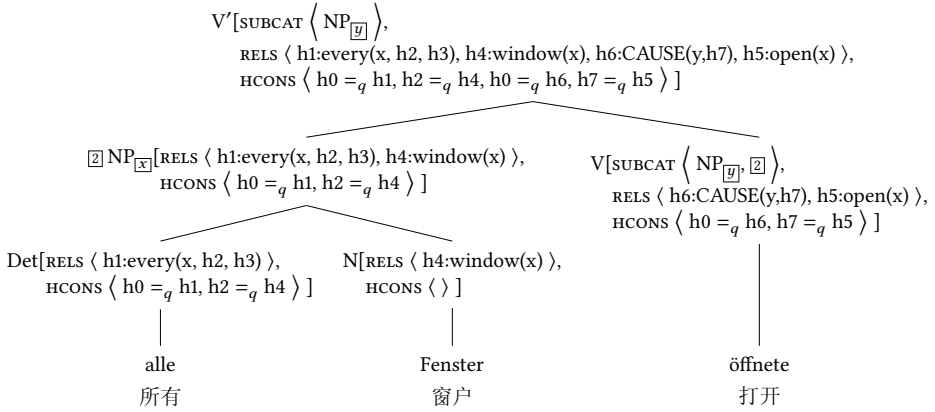 V′[SUBCAT ⟨ NP[y] ⟩,
RELS ⟨ h1:every(x, h2, h3), h4:window(x), h6:CAUSE(y,h7), h5:open(x) ⟩,
HCONS ⟨ h0 =q h1, h2 =q h4, h0 =q h6, h7 =q h5 ⟩ ]
[2] NP[x][RELS ⟨ h1:every(x, h2, h3), h4:window(x) ⟩,
HCONS ⟨ h0 =q h1, h2 =q h4 ⟩ ]
V[SUBCAT ⟨ NP[y], [2] ⟩,
RELS ⟨ h6:CAUSE(y,h7), h5:open(x) ⟩,
HCONS ⟨ h0 =q h6, h7 =q h5 ⟩ ]
Det[RELS ⟨ h1:every(x, h2, h3) ⟩,
HCONS ⟨ h0 =q h1, h2 =q h4 ⟩ ]
N[RELS ⟨ h4:window(x) ⟩,
HCONS ⟨ ⟩ ]
alle
所有
Fenster
窗户
öffnete
打开